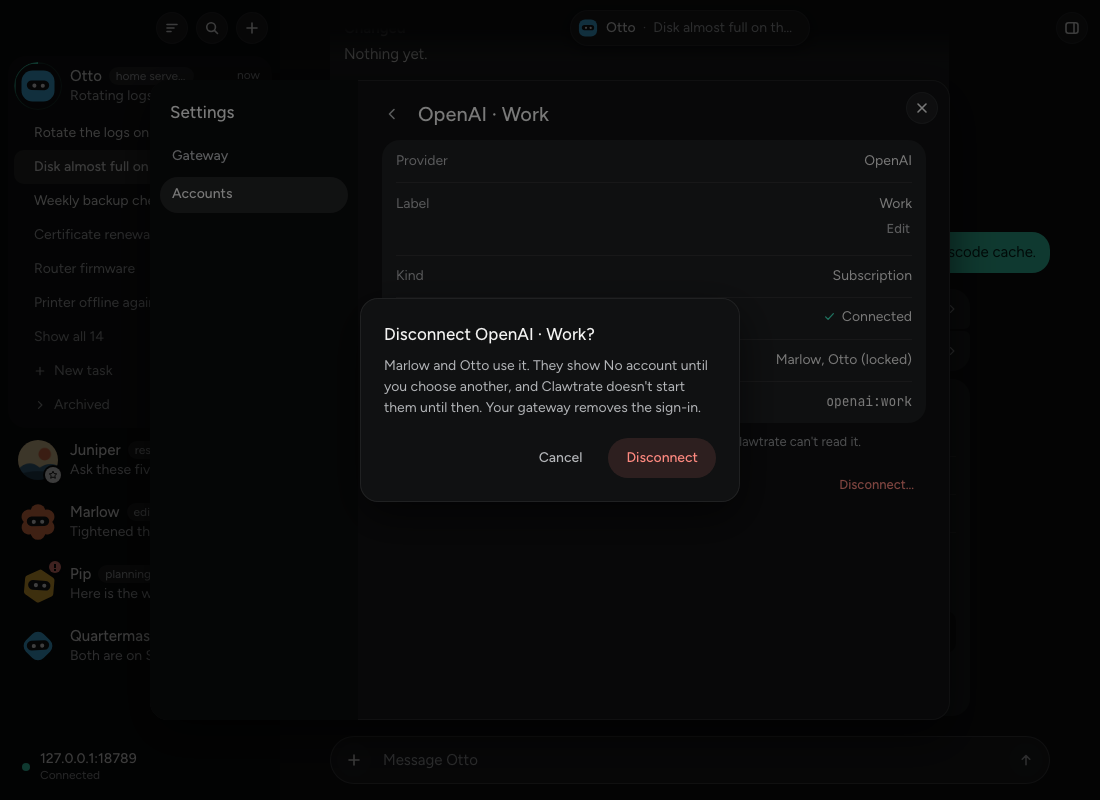 Otto · Disk almost full on th...
Nothing yet.
Otto home serve... now
Rotating logs
Rotate the logs on
Disk almost full on
Weekly backup che
Certificate renewa
Router firmware
Printer offline again
Show all 14
New task
Archived
Juniper res
Ask these five
Marlow edi
Tightened th
Pip planning
Here is the w
Quartermas
Both are on S
127.0.0.1:18789
Connected
Settings
Gateway
Accounts
OpenAI · Work
Provider OpenAI
Label Work
Edit
Kind Subscription
Connected
Marlow, Otto (locked)
openai:work
lawtrate can't read it.
Disconnect...
scode cache.
Disconnect OpenAI · Work?
Marlow and Otto use it. They show No account until
you choose another, and Clawtrate doesn't start
them until then. Your gateway removes the sign-in.
Cancel Disconnect
Message Otto